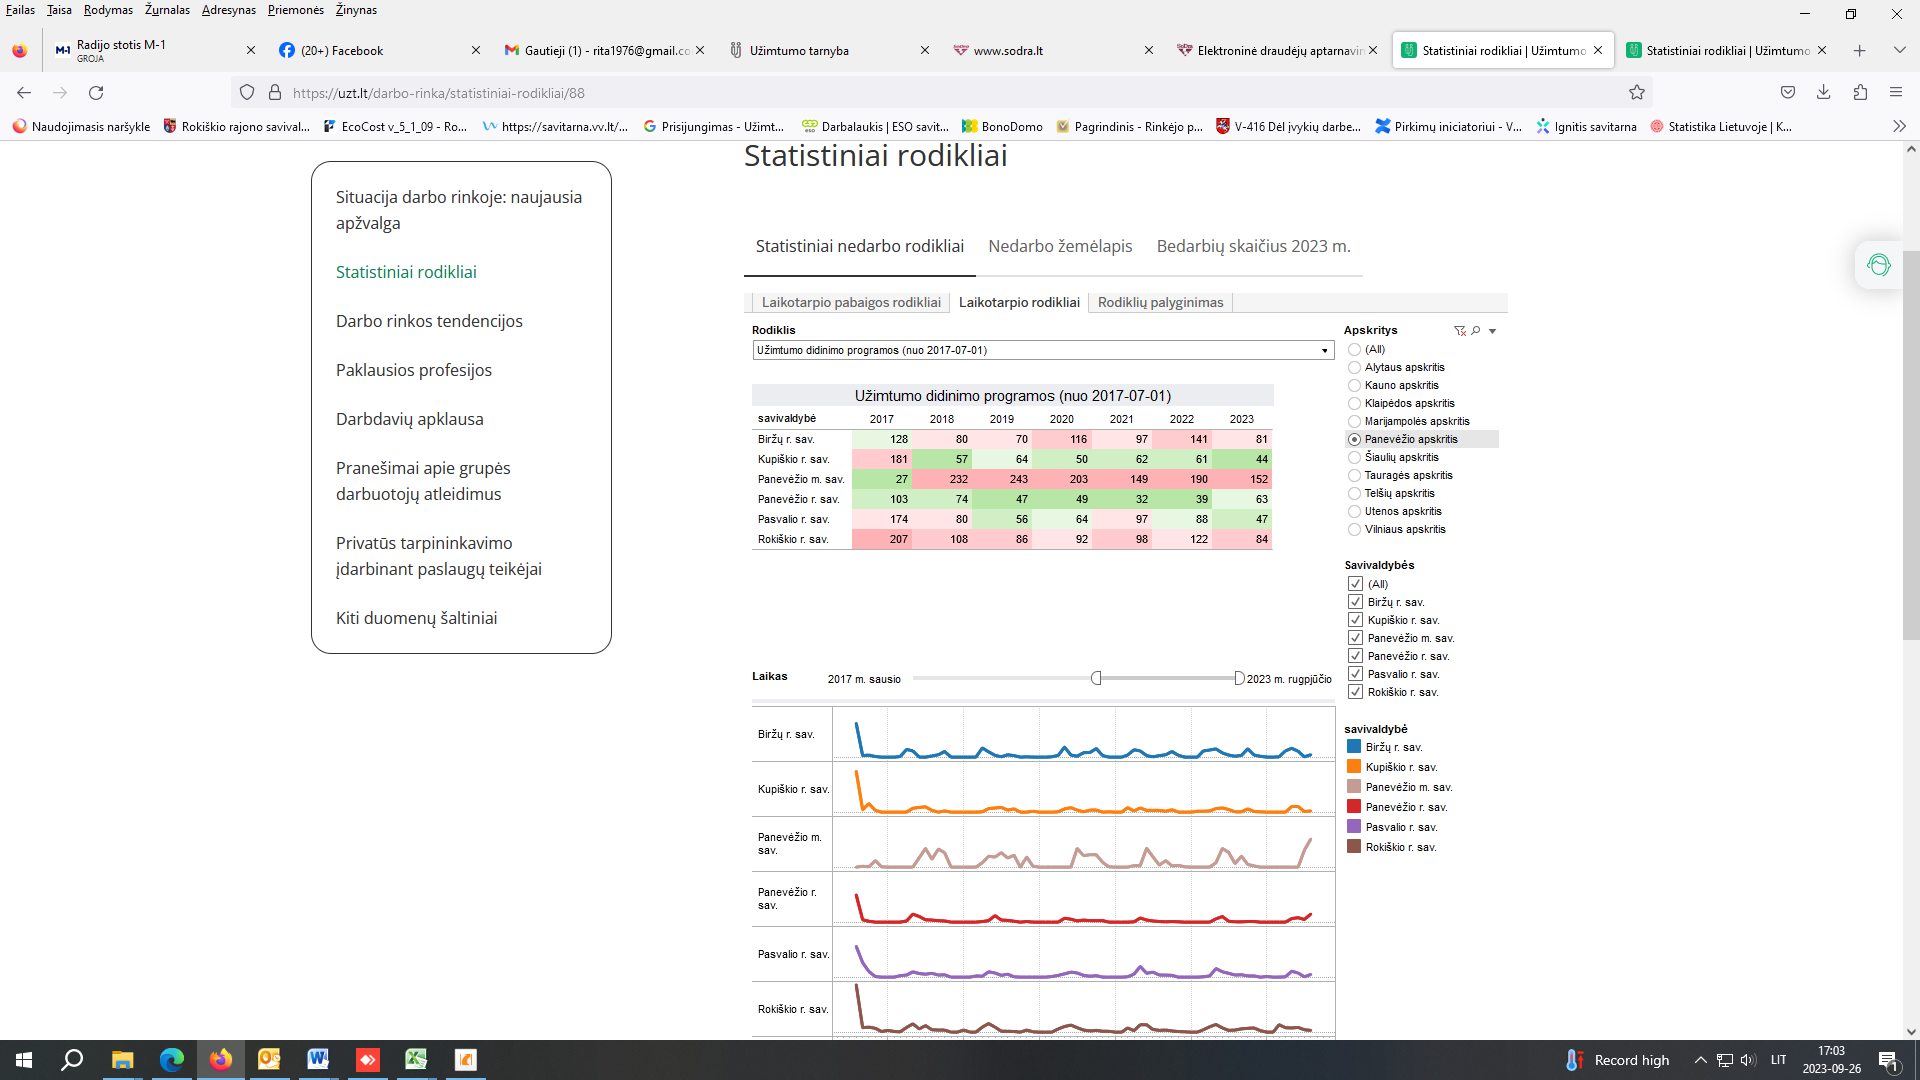 Failas Taisa Rodymas Žurnalas Adresynas Priemonės Žinynas
Radijo stotis M-1
GROJA
(20+) Facebook
Gautieji (1) - rita1976@gmail.co
Užimtumo tarnyba
www.sodra.lt
Elektroninė draudėjų aptarnavin
Statistiniai rodikliai | Užimtumo
Statistiniai rodikliai | Užimtumo
https://uzt.lt/darbo-rinka/statistiniai-rodikliai/88
Naudojimasis naršykle
Rokiškio rajono savival...
EcoCost v_5_1_09 - Ro...
https://savitarna.vv.lt/...
Prisijungimas - Užimt...
Darbalaukis | ESO savit...
BonoDomo
Pagrindinis - Rinkėjo p...
V-416 Dėl įvykių darbe...
Pirkimų iniciatoriui - V...
Ignitis savitarna
Statistika Lietuvoje | K...
Situacija darbo rinkoje: naujausia
apžvalga
Statistiniai rodikliai
Darbo rinkos tendencijos
Paklausios profesijos
Darbdavių apklausa
Pranešimai apie grupės
darbuotojų atleidimus
Privatūs tarpininkavimo
įdarbinant paslaugų teikėjai
Kiti duomenų šaltiniai
Statistiniai rodikliai
Statistiniai nedarbo rodikliai Nedarbo žemėlapis Bedarbių skaičius 2023 m.
Laikotarpio pabaigos rodikliai Laikotarpio rodikliai Rodiklių palyginimas
Rodiklis
Užimtumo didinimo programos (nuo 2017-07-01)
Užimtumo didinimo programos (nuo 2017-07-01)
savivaldybė 2017 2018 2019 2020 2021 2022 2023
Biržų r. sav. 128 80 70 116 97 141 81
Kupiškio r. sav. 181 57 64 50 62 61 44
Panevėžio m. sav. 27 232 243 203 149 190 152
Panevėžio r. sav. 103 74 47 49 32 39 63
Pasvalio r. sav. 174 80 56 64 97 88 47
Rokiškio r. sav. 207 108 86 92 98 122 84
Laikas 2017 m. sausio 2023 m. rugpjūčio
Biržų r. sav.
Kupiškio r. sav.
Panevėžio m.
sav.
Panevėžio r.
sav.
Pasvalio r. sav.
Rokiškio r. sav.
Apskritys
(All)
Alytaus apskritis
Kauno apskritis
Klaipėdos apskritis
Marijampolės apskritis
Panevėžio apskritis
Šiaulių apskritis
Tauragės apskritis
Telšių apskritis
Utenos apskritis
Vilniaus apskritis
Savivaldybės
(All)
Biržų r. sav.
Kupiškio r. sav.
Panevėžio m. sav.
Panevėžio r. sav.
Pasvalio r. sav.
Rokiškio r. sav.
savivaldybė
Biržų r. sav.
Kupiškio r. sav.
Panevėžio m. sav.
Panevėžio r. sav.
Pasvalio r. sav.
Rokiškio r. sav.
Record high
LIT
17:03
2023-09-26
1